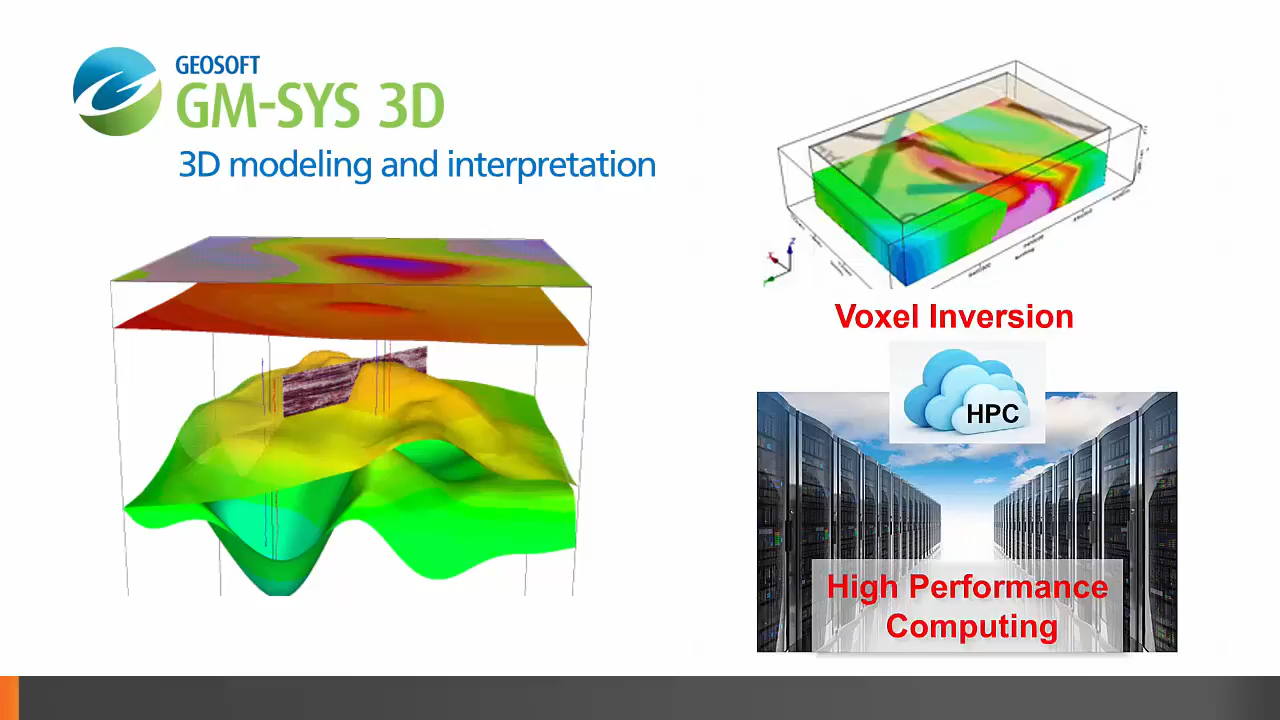 GEOSOFT
GM-SYS 3D
3D modeling and interpretation
Voxel Inversion
HPC
High Performance
Computing